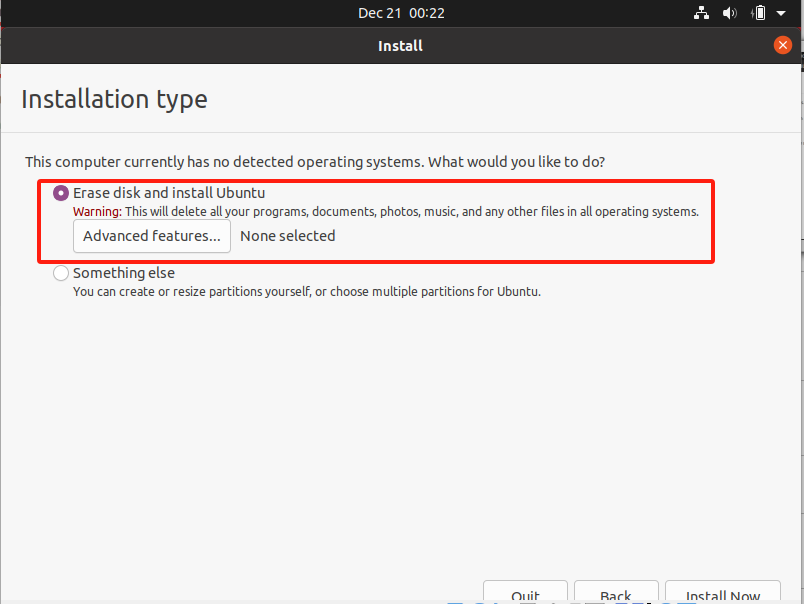 Dec 21 00:22
Install
Installation type
This computer currently has no detected operating systems. What would you like to do?
Erase disk and install Ubuntu
Warning: This will delete all your programs, documents, photos, music, and any other files in all operating systems.
Advanced features... None selected
Something else
You can create or resize partitions yourself, or choose multiple partitions for Ubuntu.
Quit Back Install Now